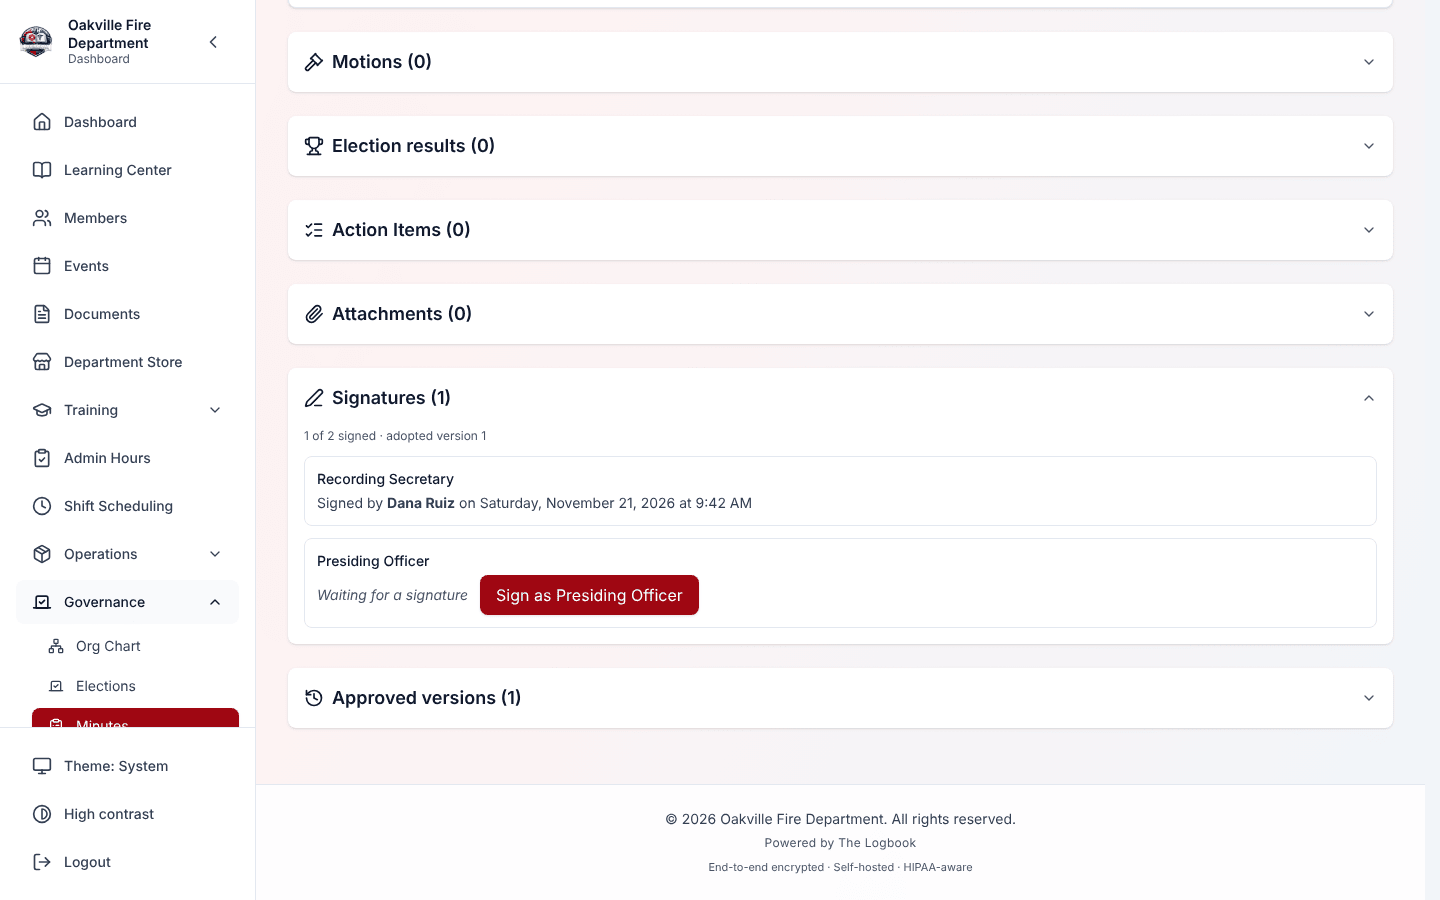 Oakville Fire
Department
Dashboard
Dashboard
Learning Center
Members
Events
Documents
Department Store
Training
Admin Hours
Shift Scheduling
Operations
Governance
Org Chart
Elections
Minutes
Theme: System
High contrast
Logout
Motions (0)
Election results (0)
Action Items (0)
Attachments (0)
Signatures (1)
1 of 2 signed · adopted version 1
Recording Secretary
Signed by Dana Ruiz on Saturday, November 21, 2026 at 9:42 AM
Presiding Officer
Waiting for a signature
Sign as Presiding Officer
Approved versions (1)
© 2026 Oakville Fire Department. All rights reserved.
Powered by The Logbook
End-to-end encrypted · Self-hosted · HIPAA-aware